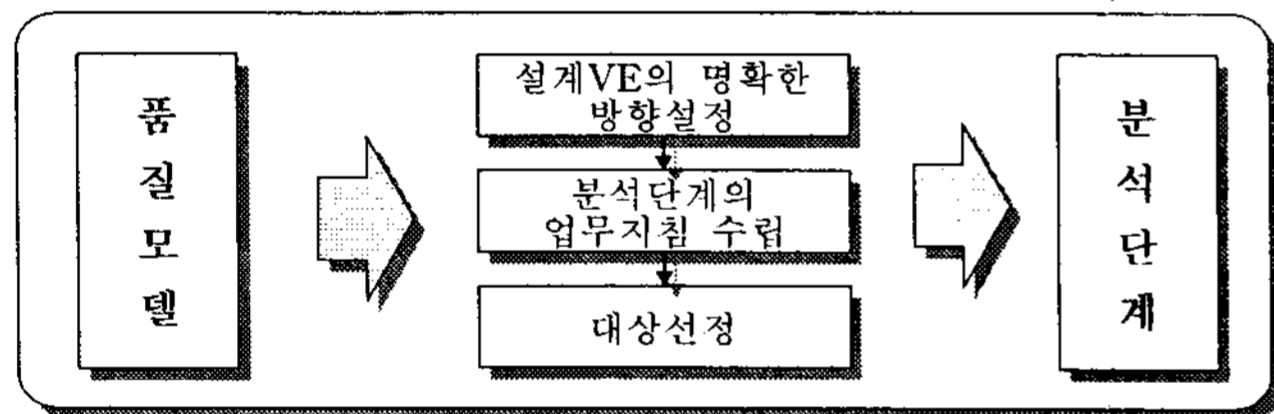 품질모델
설계VE의 명확한
방향설정
분석단계의
업무지침 수립
대상선정
분석단계